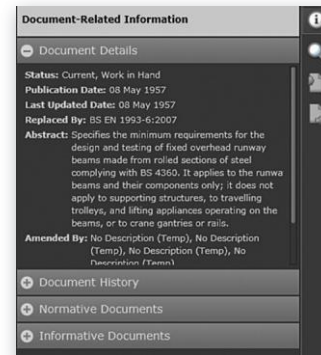 Document-Related Information
Document Details
Status: Current, Work in Hand
Publication Date: 08 May 1957
Last Updated Date: 08 May 1957
Replaced By: BS EN 1993-6:2007
Abstract: Specifies the minimum requirements for the
design and testing of fixed overhead runway
beams made from rolled sections of steel
complying with BS 4360. It applies to the runwa
beams and their components only; it does not
apply to supporting structures, to travelling
trolleys, and lifting appliances operating on the
beams, or to crane gantries or rails.
Amended By: No Description (Temp), No Description
(Temp), No Description (Temp), No
Description (Temp)
Document History
Normative Documents
Informative Documents